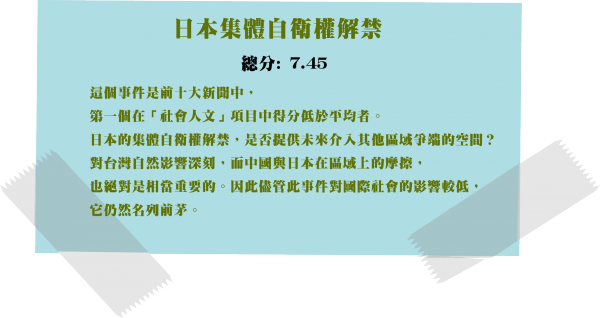 日本集體自衛權解禁
總分: 7.45
這個事件是前十大新聞中，
第一個在「社會人文」項目中得分低於平均者。
日本的集體自衛權解禁，是否提供未來介入其他區域爭端的空間？
對台灣自然影響深刻，而中國與日本在區域上的摩擦，
也絕對是相當重要的。因此儘管此事件對國際社會的影響較低，
它仍然名列前茅。